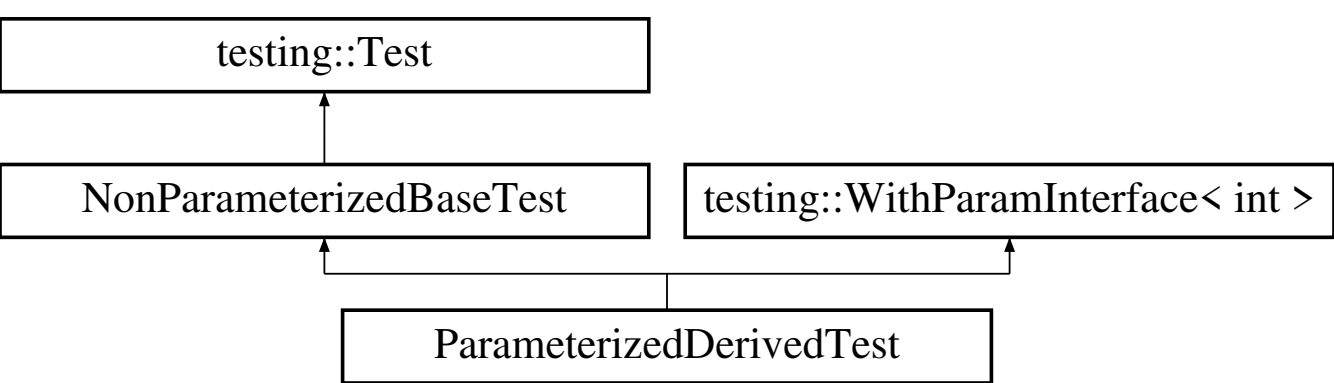 testing::Test
NonParameterizedBaseTest
testing::WithParamInterface< int >
ParameterizedDerivedTest